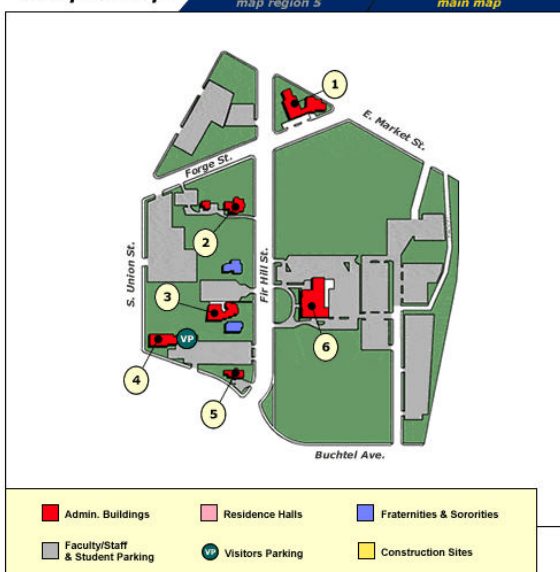 map region 5
main map
1
E. Market St.
Forge St.
2
S. Union St.
Fir Hill St.
3
VP
4
6
5
Buchtel Ave.
Admin. Buildings
Residence Halls
Fraternities & Sororities
Faculty/Staff
& Student Parking
VP
Visitors Parking
Construction Sites